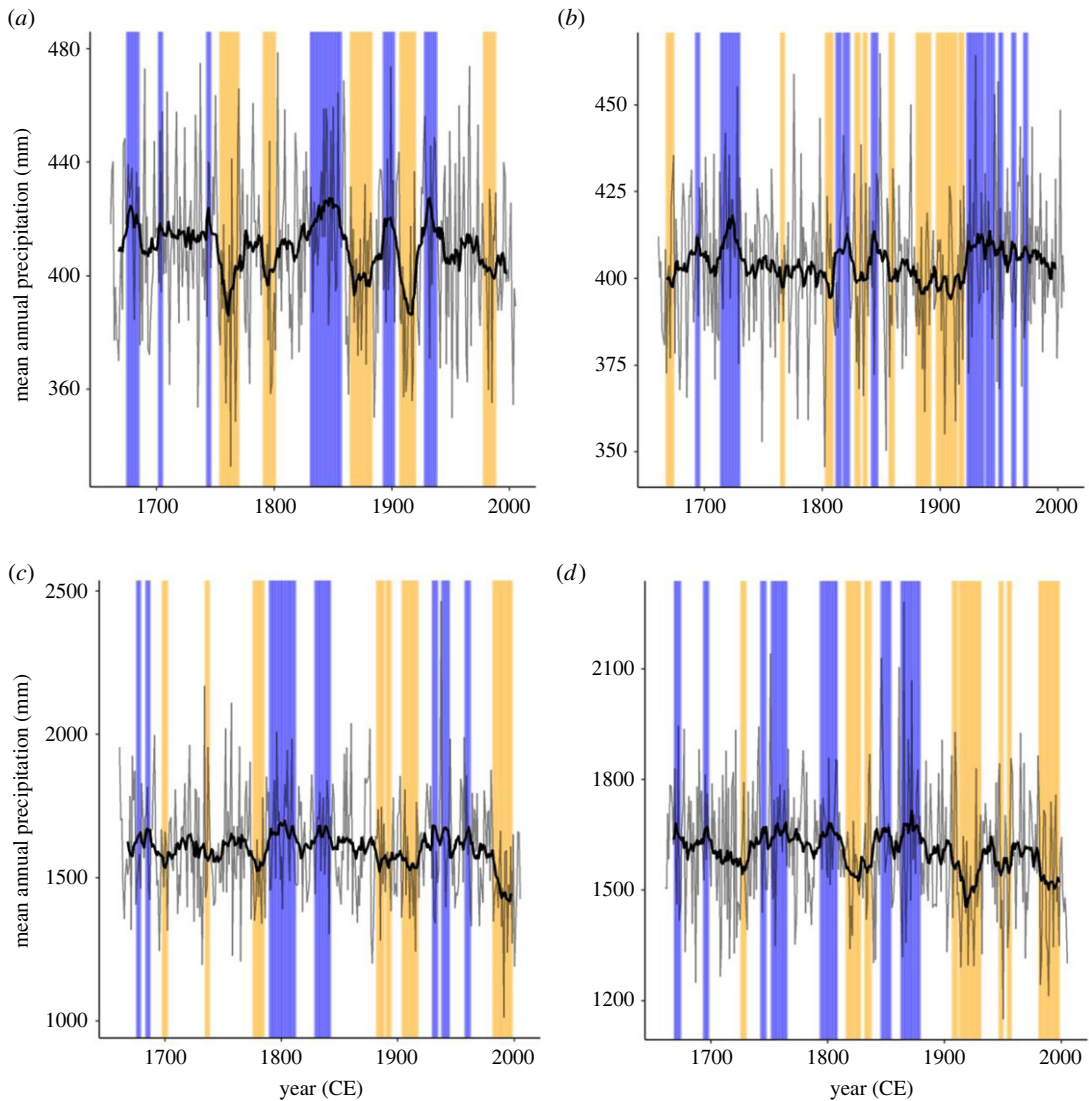 (a)
480
440
400
360
mean annual precipitation (mm)
1700 1800 1900 2000
(b)
450
425
400
375
350
1700 1800 1900 2000
(c)
2500
2000
1500
1000
mean annual precipitation (mm)
1700 1800 1900 2000
year (CE)
(d)
2100
1800
1500
1200
1700 1800 1900 2000
year (CE)